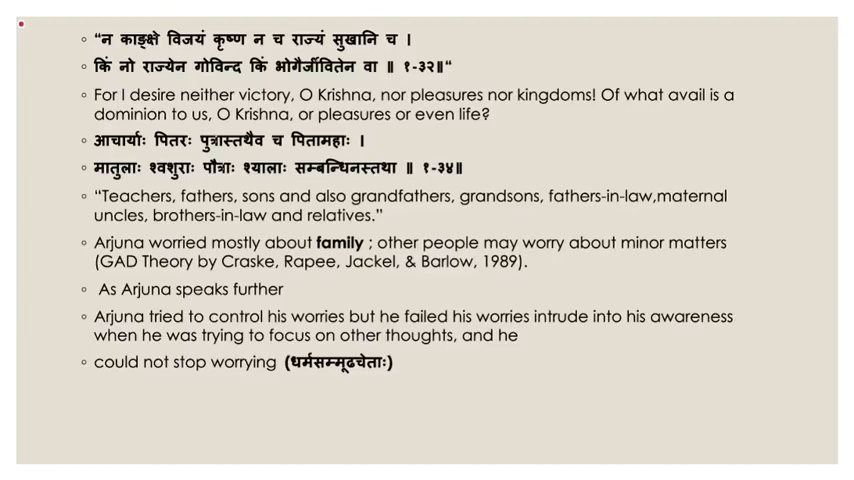 “न काङ्क्षे विजयं कृष्ण न च राज्यं सुखानि च ।
किं नो राज्येन गोविन्द किं भोगैर्जीवितेन वा ॥ १-३२॥“
For I desire neither victory, O Krishna, nor pleasures nor kingdoms! Of what avail is a
dominion to us, O Krishna, or pleasures or even life?
आचार्याः पितरः पुत्रास्तथैव च पितामहाः ।
मातुलाः श्वशुराः पौत्राः श्यालाः सम्बन्धिनस्तथा ॥ १-३४॥
“Teachers, fathers, sons and also grandfathers, grandsons, fathers-in-law,maternal
uncles, brothers-in-law and relatives.”
Arjuna worried mostly about family ; other people may worry about minor matters
(GAD Theory by Craske, Rapee, Jackel, & Barlow, 1989).
As Arjuna speaks further
Arjuna tried to control his worries but he failed his worries intrude into his awareness
when he was trying to focus on other thoughts, and he
could not stop worrying (धर्मसम्मूढचेताः)